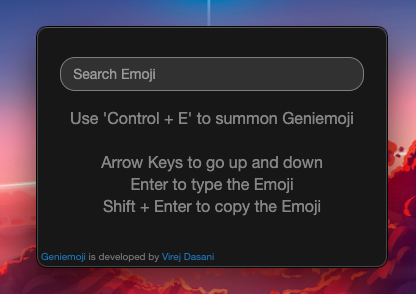 Search Emoji
Use 'Control + E' to summon Geniemoji
Arrow Keys to go up and down
Enter to type the Emoji
Shift + Enter to copy the Emoji
Geniemoji is developed by Virej Dasani